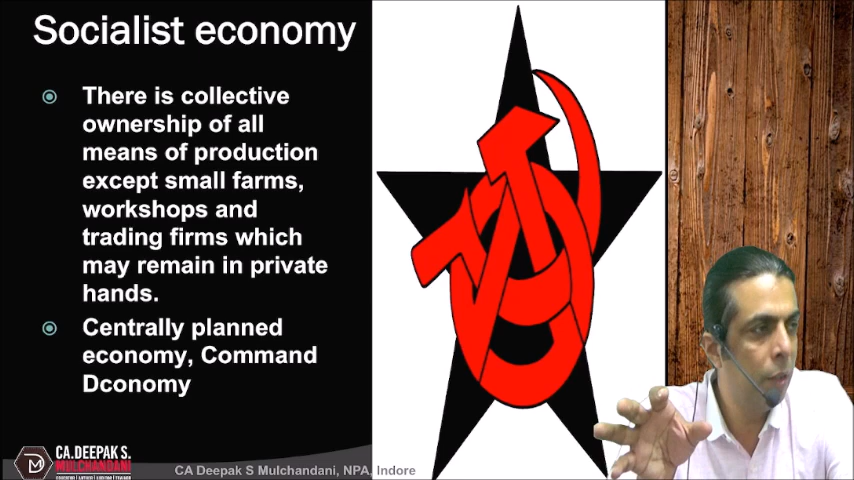 Socialist economy
There is collective
ownership of all
means of production
except small farms,
workshops and
trading firms which
may remain in private
hands.
Centrally planned
economy, Command
Dconomy
CA.DEEPAK S.
MULCHANDANI
CA Deepak S Mulchandani, NPA, Indore